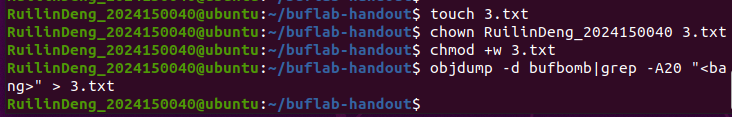 RuilinDeng_2024150040@ubuntu:~/buflab-handout$ touch 3.txt
RuilinDeng_2024150040@ubuntu:~/buflab-handout$ chown RuilinDeng_2024150040 3.txt
RuilinDeng_2024150040@ubuntu:~/buflab-handout$ chmod +w 3.txt
RuilinDeng_2024150040@ubuntu:~/buflab-handout$ objdump -d bufbomb|grep -A20 "<ba
ng>" > 3.txt
RuilinDeng_2024150040@ubuntu:~/buflab-handout$